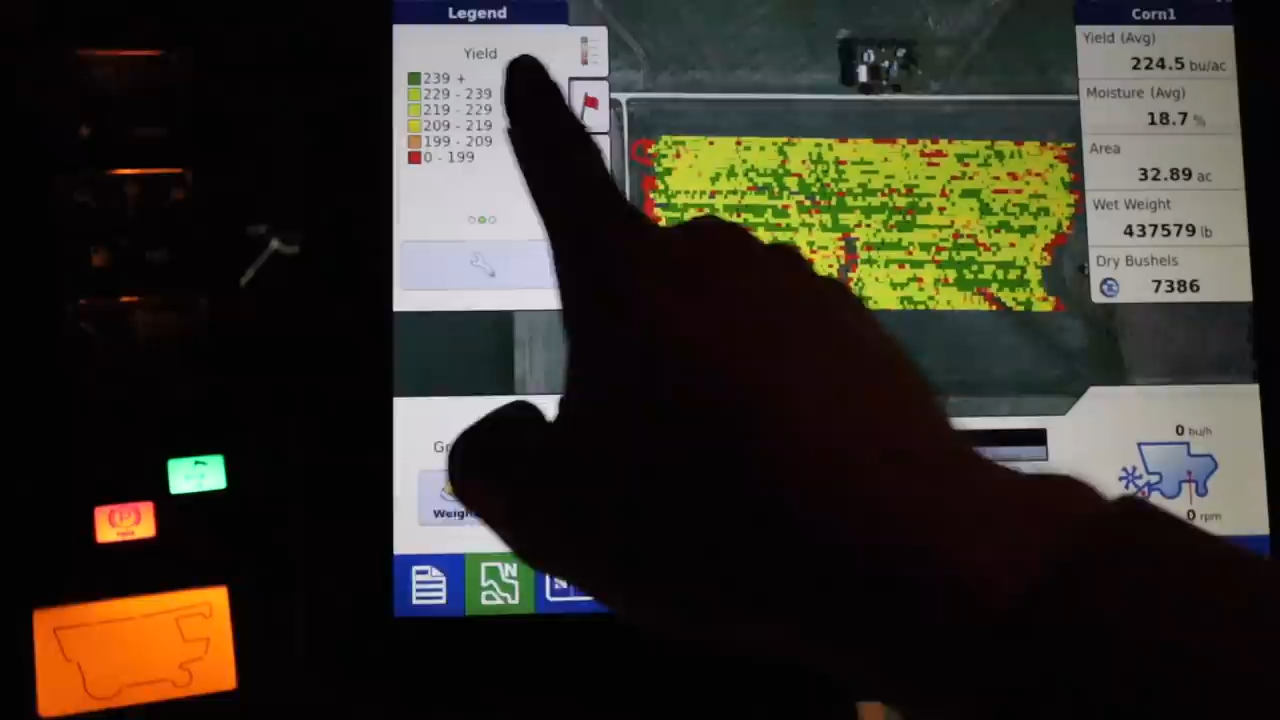 Legend
Yield
239 +
229 - 239
219 - 229
209 - 219
199 - 209
0 - 199
Corn1
Yield (Avg)
224.5 bu/ac
Moisture (Avg)
18.7 %
Area
32.89 ac
Wet Weight
437579 lb
Dry Bushels
7386
0 bu/h
0 rpm
N
P